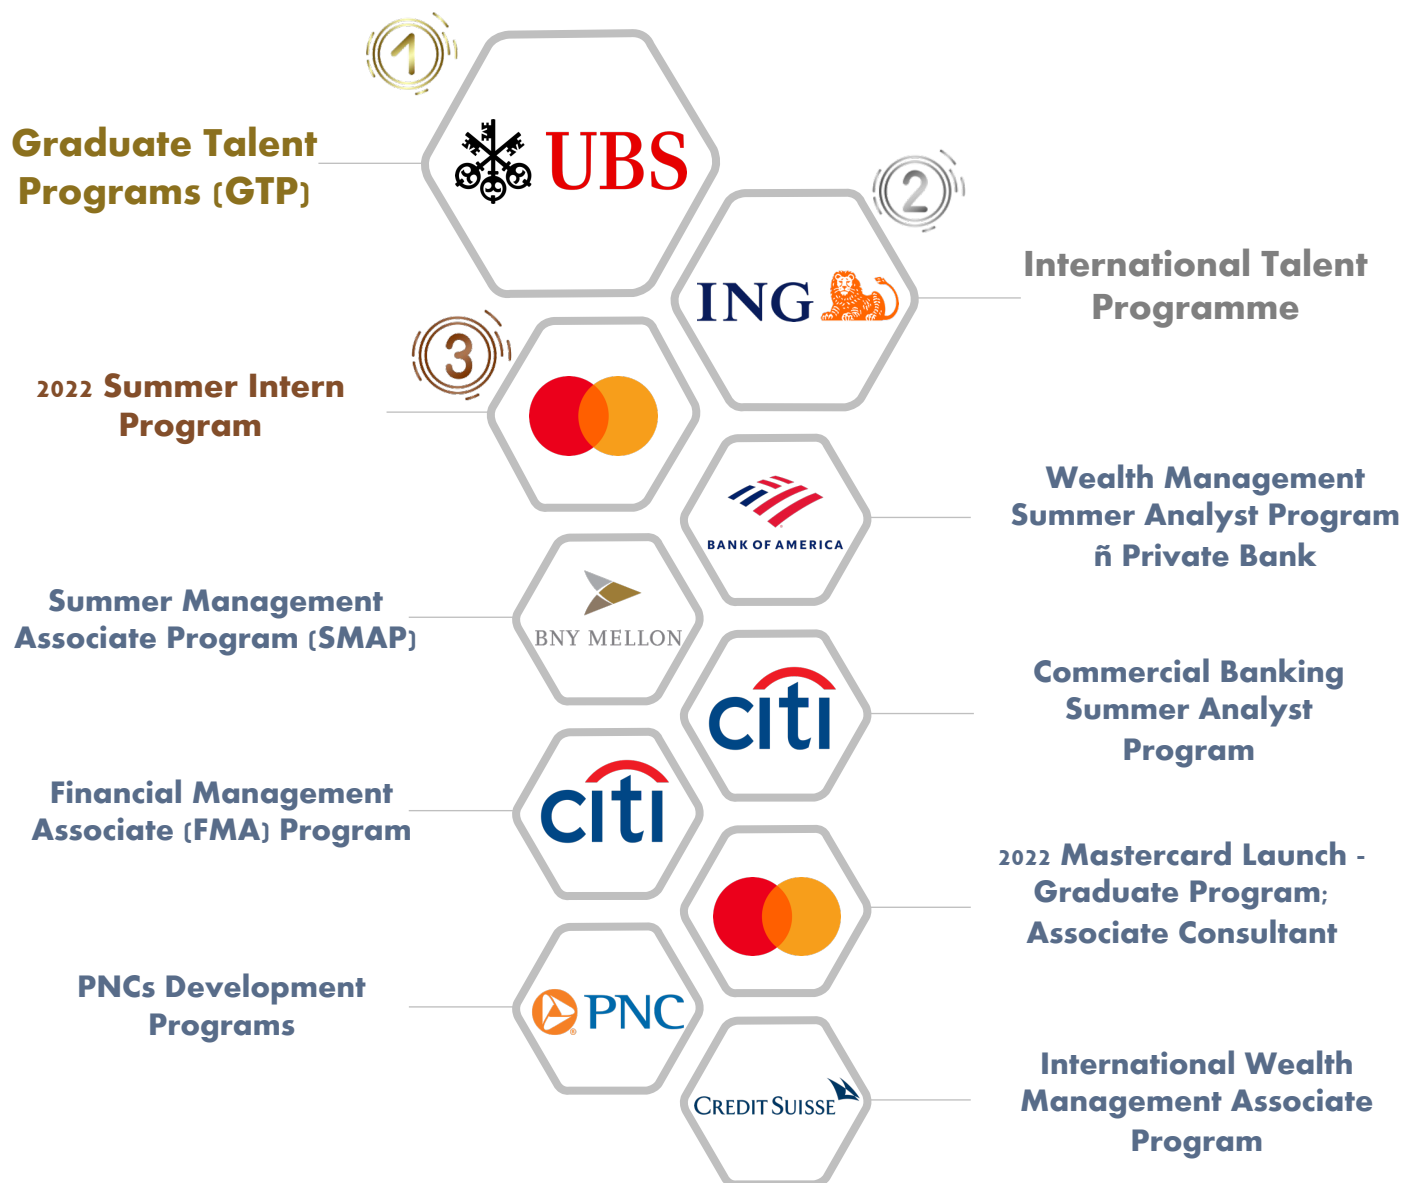 1
Graduate Talent
Programs (GTP)
UBS
2
ING
International Talent
Programme
3
2022 Summer Intern
Program
BANK OF AMERICA
Wealth Management
Summer Analyst Program
ñ Private Bank
Summer Management
Associate Program (SMAP)
BNY MELLON
citi
Commercial Banking
Summer Analyst
Program
Financial Management
Associate (FMA) Program
citi
2022 Mastercard Launch -
Graduate Program;
Associate Consultant
PNCs Development
Programs
PNC
CREDIT SUISSE
International Wealth
Management Associate
Program